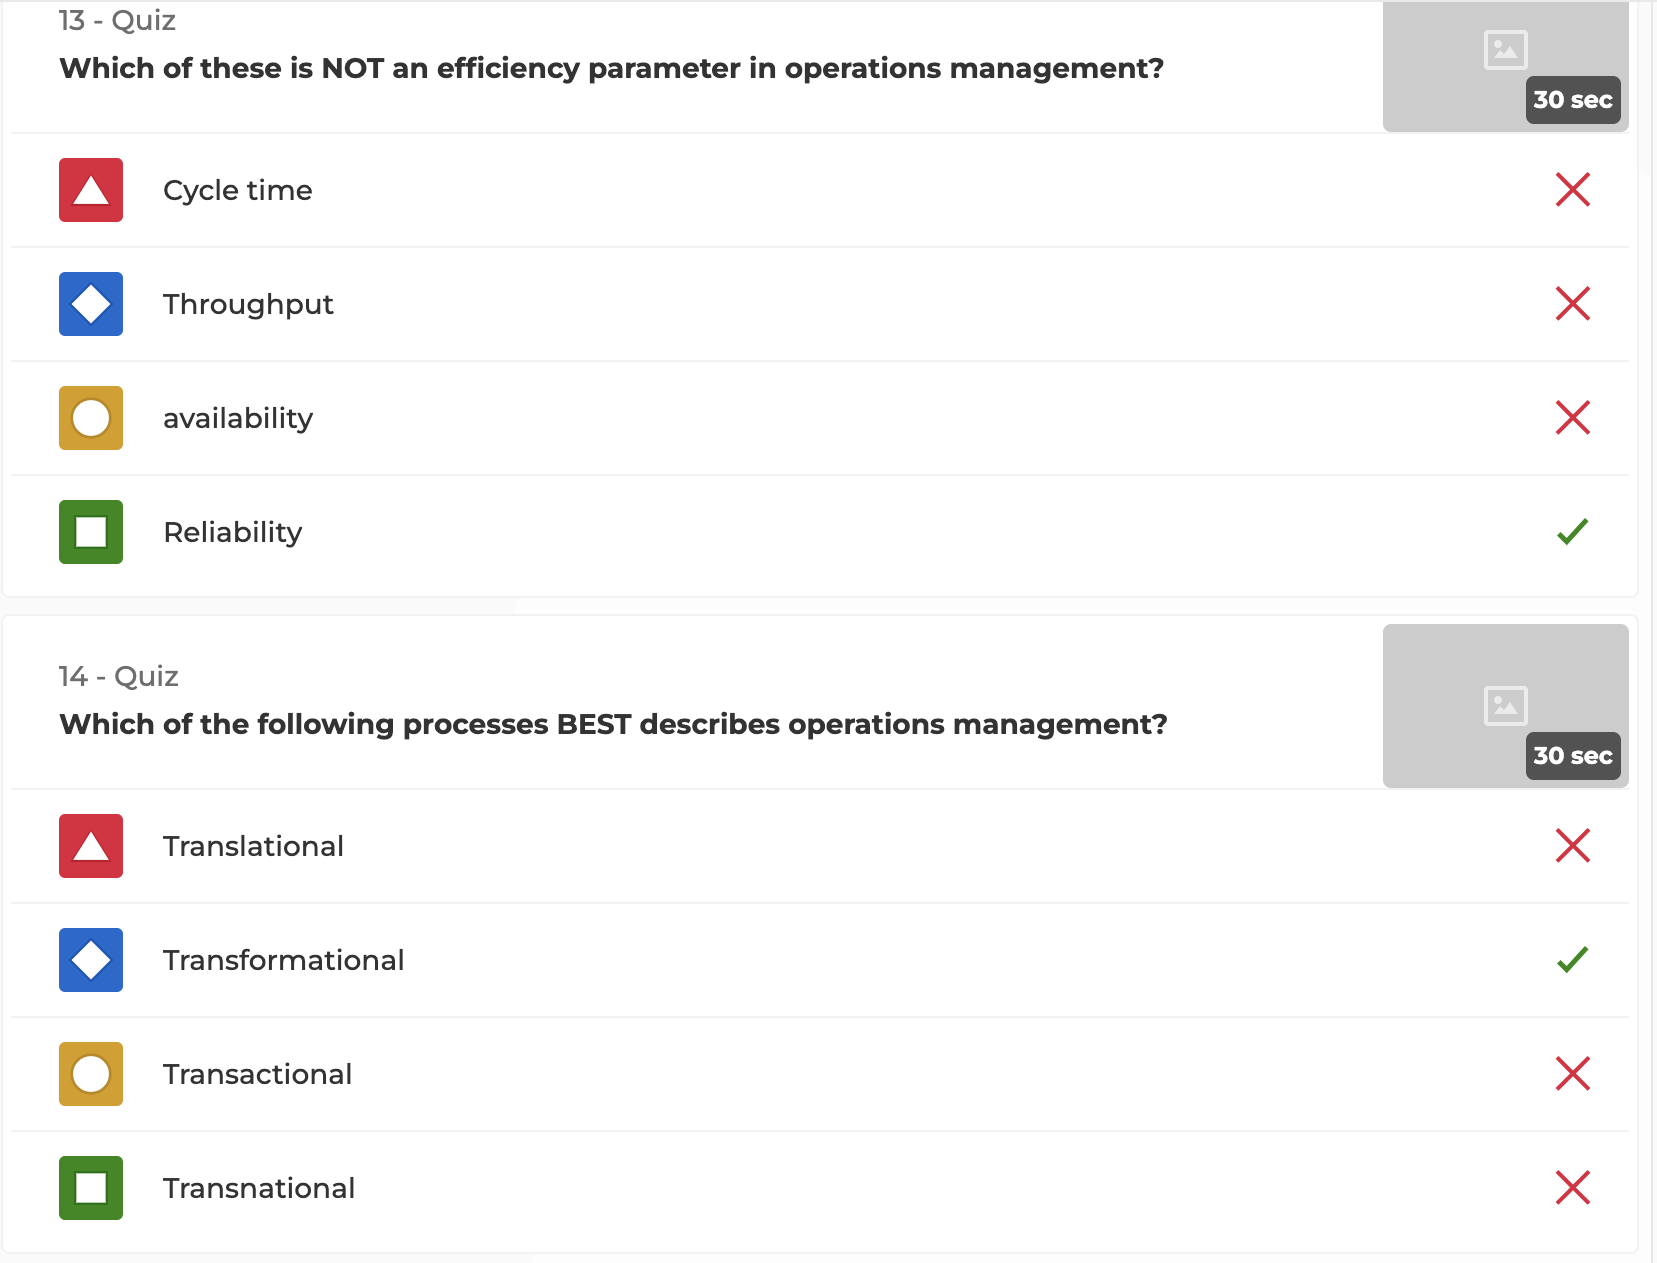 13 - Quiz
Which of these is NOT an efficiency parameter in operations management?
30 sec
Cycle time
Throughput
availability
Reliability
14 - Quiz
Which of the following processes BEST describes operations management?
30 sec
Translational
Transformational
Transactional
Transnational